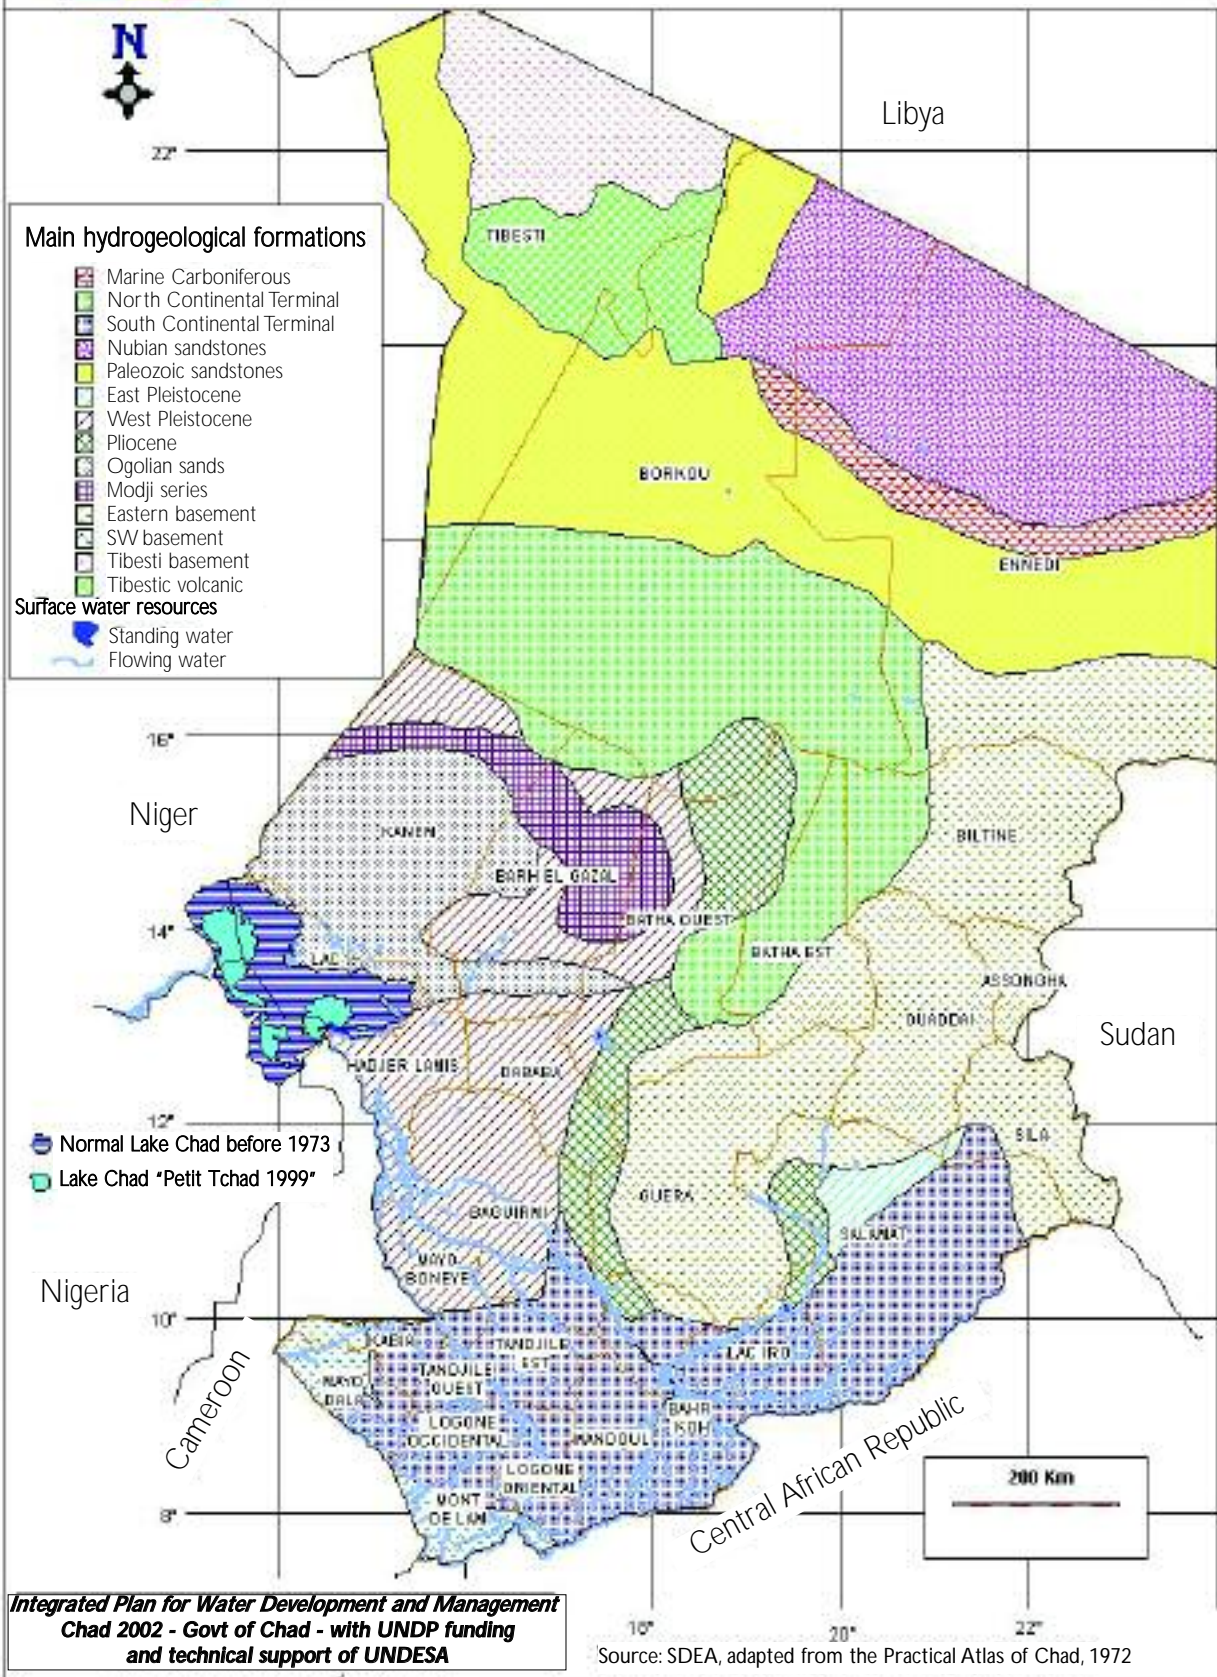 N
Libya
22°
Main hydrogeological formations
Marine Carboniferous
North Continental Terminal
South Continental Terminal
Nubian sandstones
Paleozoic sandstones
East Pleistocene
West Pleistocene
Pliocene
Ogolian sands
Modji series
Eastern basement
SW basement
Tibesti basement
Tibestic volcanic
Surface water resources
Standing water
Flowing water
TIBESTI
BORKOU
ENNEDI
16°
Niger
KANEM
BILTINE
BARH EL GAZAL
BATHA OUEST
14°
BATHA EST
LAC
ASSONGHA
OUADDAI
Sudan
HADJER LAMIS
DABABA
12°
Normal Lake Chad before 1973
SILA
Lake Chad "Petit Tchad 1999"
GUERA
BAGUIRMI
SALAMAT
MAYO
BONEYE
Nigeria
10°
KABIA
TANDJILE
EST
LAC IRO
TANDJILE
OUEST
MAYO
DALA
BAHR
KOH
Cameroon
LOGONE
OCCIDENTAL
MANDOUL
Central African Republic
LOGONE
ORIENTAL
200 Km
MONT
DE LAM
8°
Integrated Plan for Water Development and Management
Chad 2002 - Govt of Chad - with UNDP funding
and technical support of UNDESA
20°
22°
Source: SDEA, adapted from the Practical Atlas of Chad, 1972